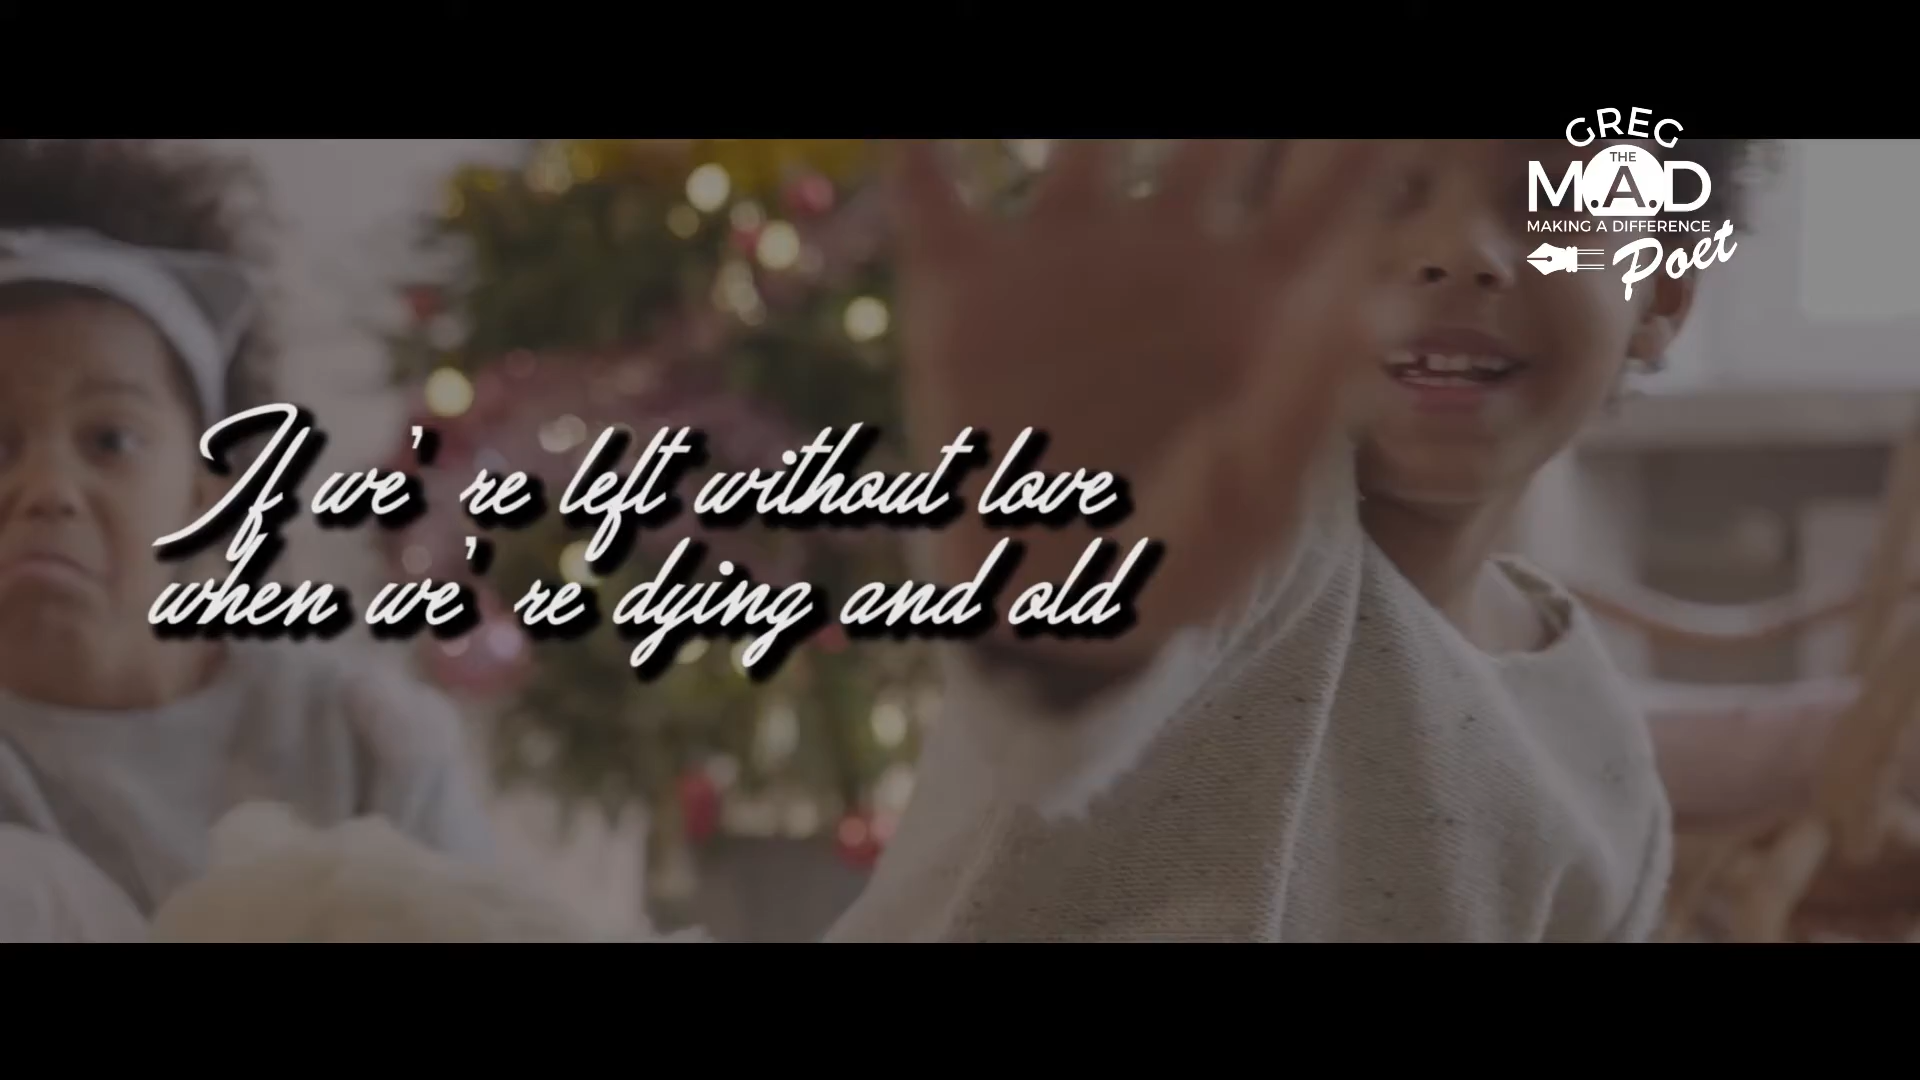 GREG
THE
M.A.D
MAKING A DIFFERENCE
Poet
If we're left without love
when we're dying and old